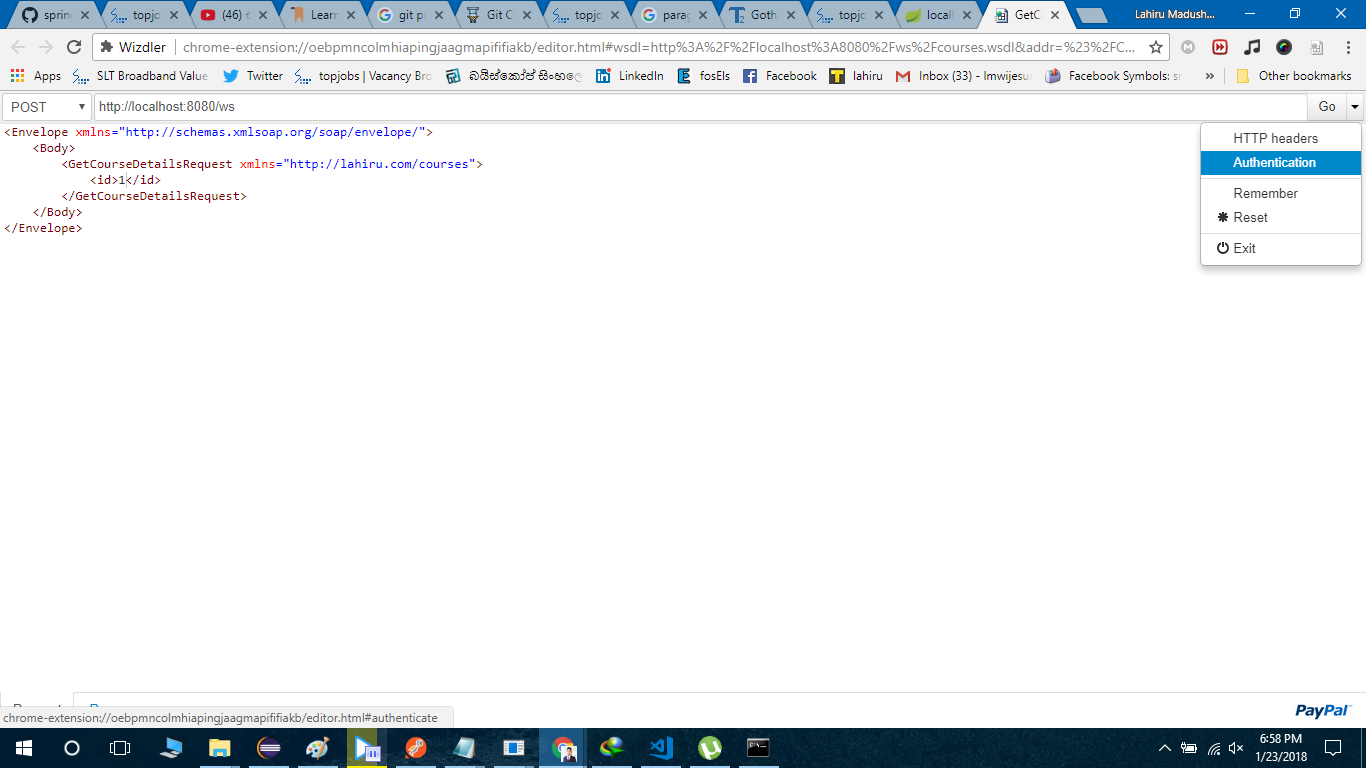 spring topjo (46) Learn git p Git C topjo parag Goth topjo local GetC Lahiru Madush...
Wizdler chrome-extension://oebpmncolmhiapingjaagmapififiakb/editor.html#wsdl=http%3A%2F%2Flocalhost%3A8080%2Fws%2Fcourses.wsdl&addr=%23%2FC...
Apps SLT Broadband Value Twitter topjobs | Vacancy Bro බයිස්කෝප් සිංහලෙ LinkedIn fosEls Facebook lahiru Inbox (33) - lmwijesu Facebook Symbols: sr » Other bookmarks
POST http://localhost:8080/ws Go
<Envelope xmlns="http://schemas.xmlsoap.org/soap/envelope/">
<Body>
<GetCourseDetailsRequest xmlns="http://lahiru.com/courses">
<id>1</id>
</GetCourseDetailsRequest>
</Body>
</Envelope>
HTTP headers
Authentication
Remember
Reset
Exit
PayPal
chrome-extension://oebpmncolmhiapingjaagmapififiakb/editor.html#authenticate
6:58 PM
1/23/2018